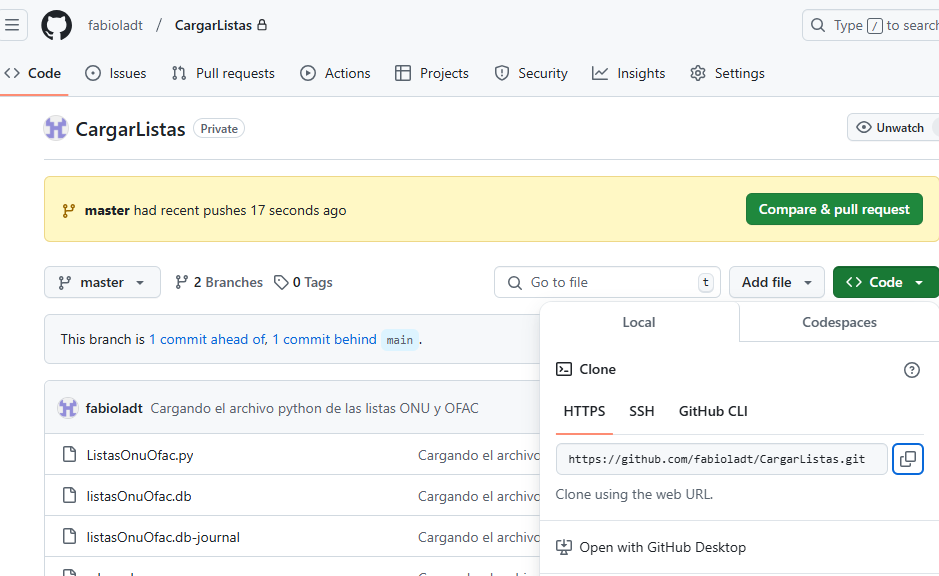 fabioladt / CargarListas
Type / to search
Code Issues Pull requests Actions Projects Security Insights Settings
CargarListas Private
Unwatch
master had recent pushes 17 seconds ago
Compare & pull request
master 2 Branches 0 Tags
Go to file t
Add file
Code
Local Codespaces
This branch is 1 commit ahead of, 1 commit behind main .
Clone
fabioladt Cargando el archivo python de las listas ONU y OFAC
HTTPS SSH GitHub CLI
ListasOnuOfac.py Cargando el archivo
https://github.com/fabioladt/CargarListas.git
listasOnuOfac.db Cargando el archivo
Clone using the web URL.
listasOnuOfac.db-journal Cargando el archivo
Open with GitHub Desktop